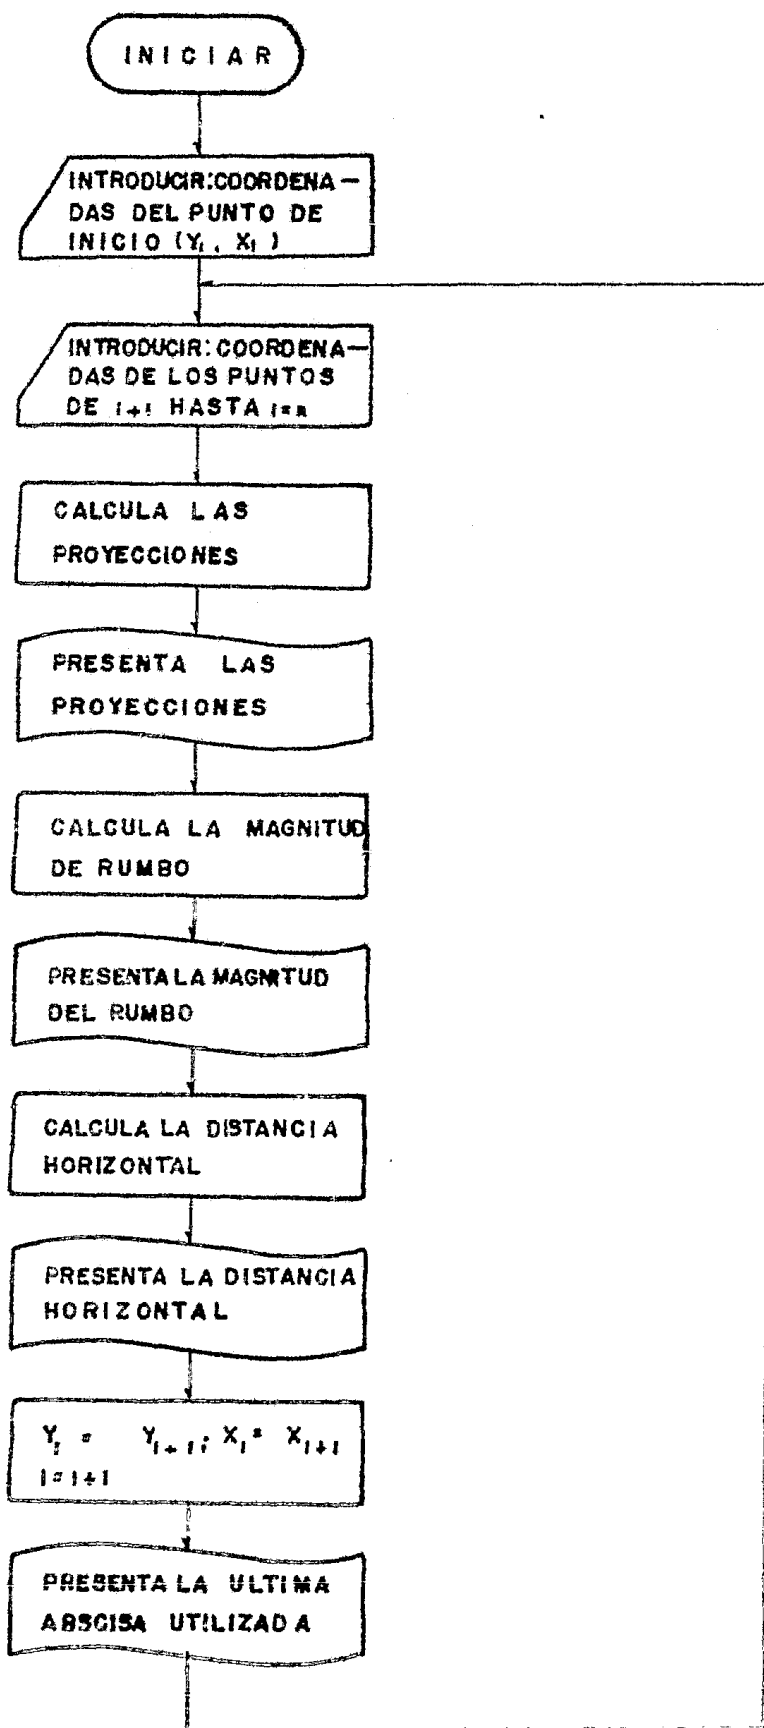 INICIAR
INTRODUCIR:COORDENA—
DAS DEL PUNTO DE
INICIO (Y₁, X₁)
INTRODUCIR:COORDENA—
DAS DE LOS PUNTOS
DE i+1 HASTA i=n
CALCULA LAS
PROYECCIONES
PRESENTA LAS
PROYECCIONES
CALCULA LA MAGNITUD
DE RUMBO
PRESENTA LA MAGNITUD
DEL RUMBO
CALCULA LA DISTANCIA
HORIZONTAL
PRESENTA LA DISTANCIA
HORIZONTAL
Yᵢ = Yᵢ₊₁; Xᵢ = Xᵢ₊₁
i=i+1
PRESENTA LA ULTIMA
ABSCISA UTILIZADA